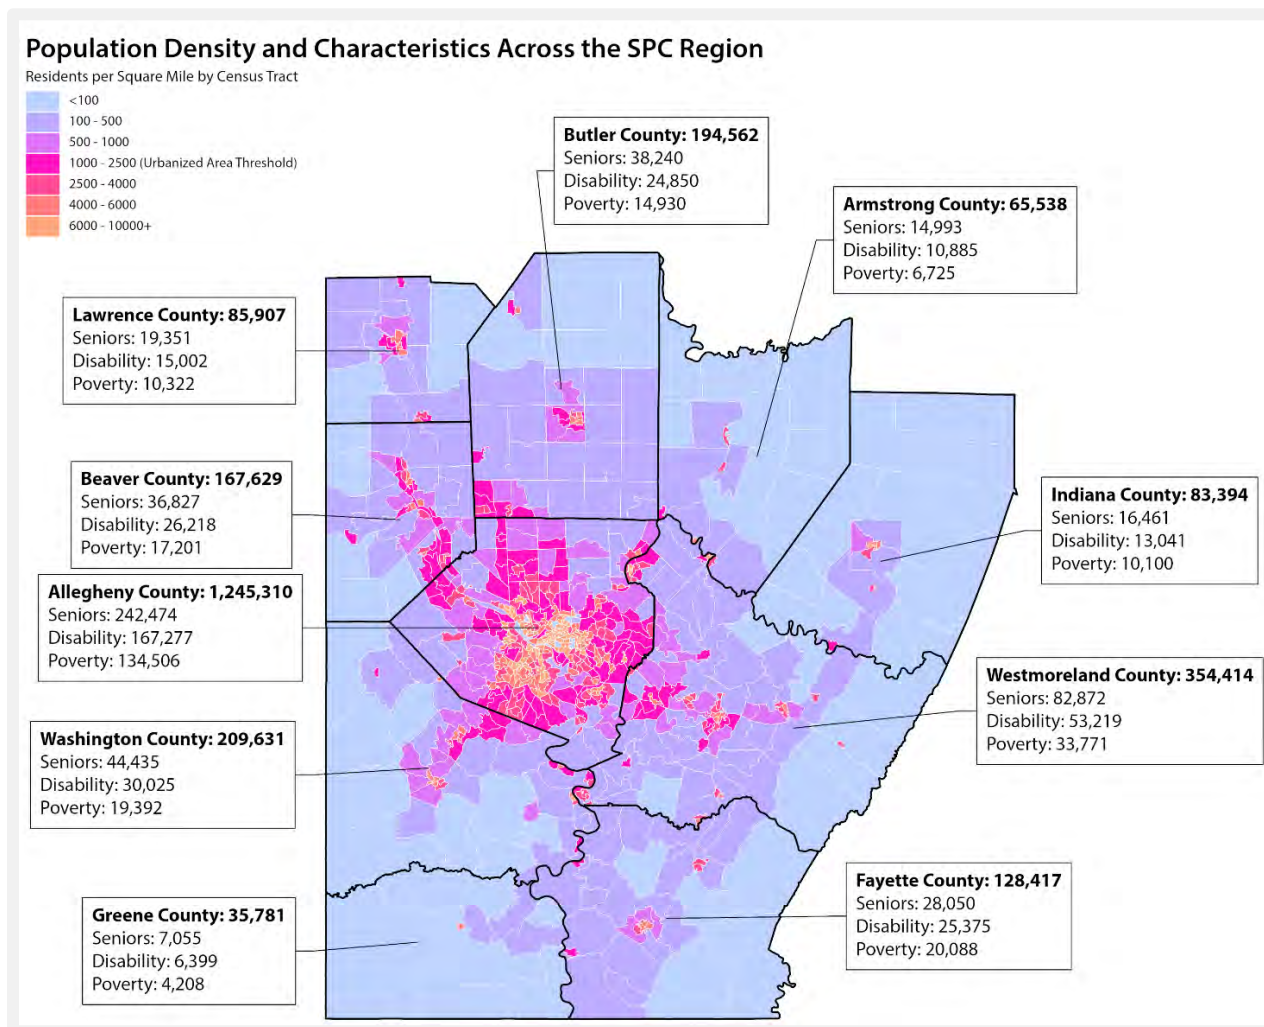 Population Density and Characteristics Across the SPC Region
Residents per Square Mile by Census Tract
<100
100 - 500
500 - 1000
1000 - 2500 (Urbanized Area Threshold)
2500 - 4000
4000 - 6000
6000 - 10000+
Butler County: 194,562
Seniors: 38,240
Disability: 24,850
Poverty: 14,930
Armstrong County: 65,538
Seniors: 14,993
Disability: 10,885
Poverty: 6,725
Lawrence County: 85,907
Seniors: 19,351
Disability: 15,002
Poverty: 10,322
Beaver County: 167,629
Seniors: 36,827
Disability: 26,218
Poverty: 17,201
Indiana County: 83,394
Seniors: 16,461
Disability: 13,041
Poverty: 10,100
Allegheny County: 1,245,310
Seniors: 242,474
Disability: 167,277
Poverty: 134,506
Westmoreland County: 354,414
Seniors: 82,872
Disability: 53,219
Poverty: 33,771
Washington County: 209,631
Seniors: 44,435
Disability: 30,025
Poverty: 19,392
Fayette County: 128,417
Seniors: 28,050
Disability: 25,375
Poverty: 20,088
Greene County: 35,781
Seniors: 7,055
Disability: 6,399
Poverty: 4,208